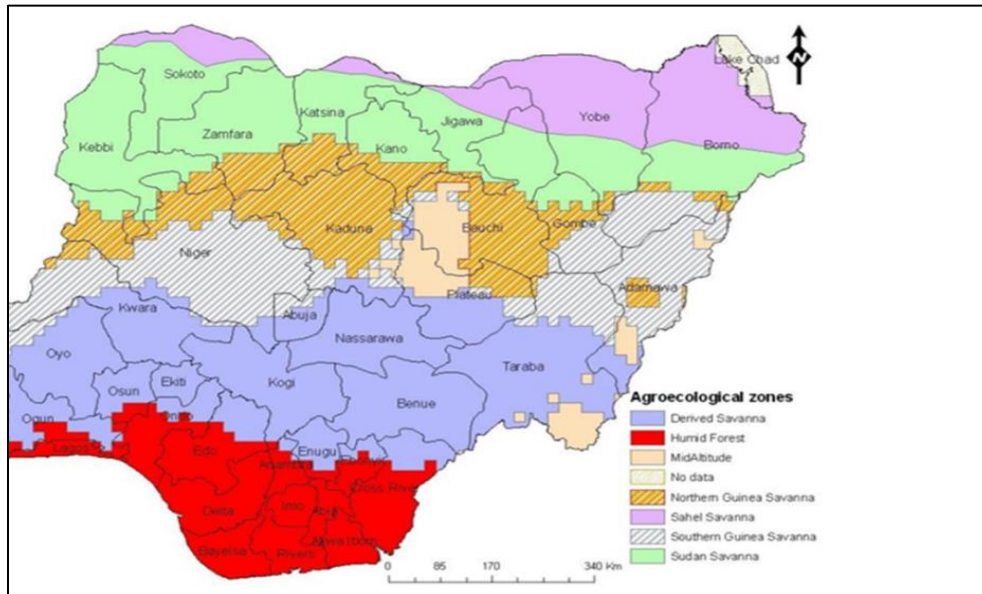 N
Lake Chad
Sokoto
Katsina
Yobe
Jigawa
Zamfara
Kano
Borno
Kebbi
Kaduna
Bauchi
Gombe
Niger
Adamawa
Plateau
Kwara
Abuja
Nassarawa
Oyo
Taraba
Ekiti
Kogi
Osun
Benue
Ogun
Ondo
Lagos
Edo
Enugu
Anambra
Cross River
Delta
Imo
Abia
Akwa Ibom
Bayelsa
Rivers
Agroecological zones
Derived Savanna
Humid Forest
MidAltitude
No data
Northern Guinea Savanna
Sahel Savanna
Southern Guinea Savanna
Sudan Savanna
0 85 170 340 Km